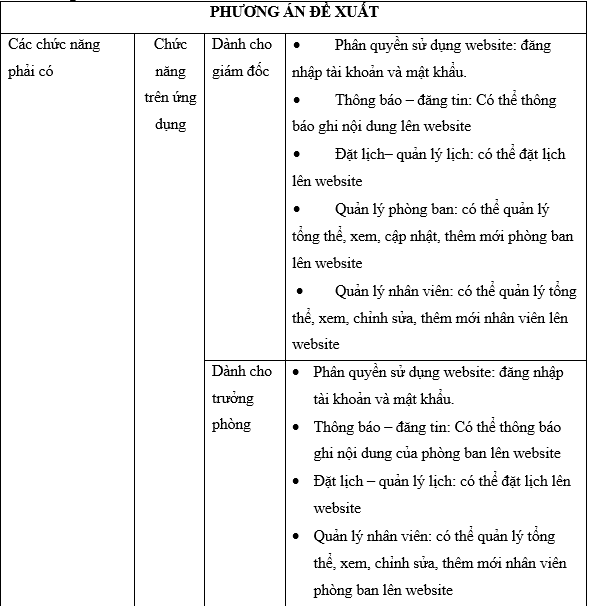 PHƯƠNG ÁN ĐỀ XUẤT
Các chức năng
phải có
Chức
năng
trên ứng
dụng
Dành cho
giám đốc
• Phân quyền sử dụng website: đăng
nhập tài khoản và mật khẩu.
• Thông báo – đăng tin: Có thể thông
báo ghi nội dung lên website
• Đặt lịch– quản lý lịch: có thể đặt lịch
lên website
• Quản lý phòng ban: có thể quản lý
tổng thể, xem, cập nhật, thêm mới phòng ban
lên website
• Quản lý nhân viên: có thể quản lý tổng
thể, xem, chỉnh sửa, thêm mới nhân viên lên
website
Dành cho
trưởng
phòng
• Phân quyền sử dụng website: đăng nhập
tài khoản và mật khẩu.
• Thông báo – đăng tin: Có thể thông báo
ghi nội dung của phòng ban lên website
• Đặt lịch – quản lý lịch: có thể đặt lịch lên
website
• Quản lý nhân viên: có thể quản lý tổng
thể, xem, chỉnh sửa, thêm mới nhân viên
phòng ban lên website